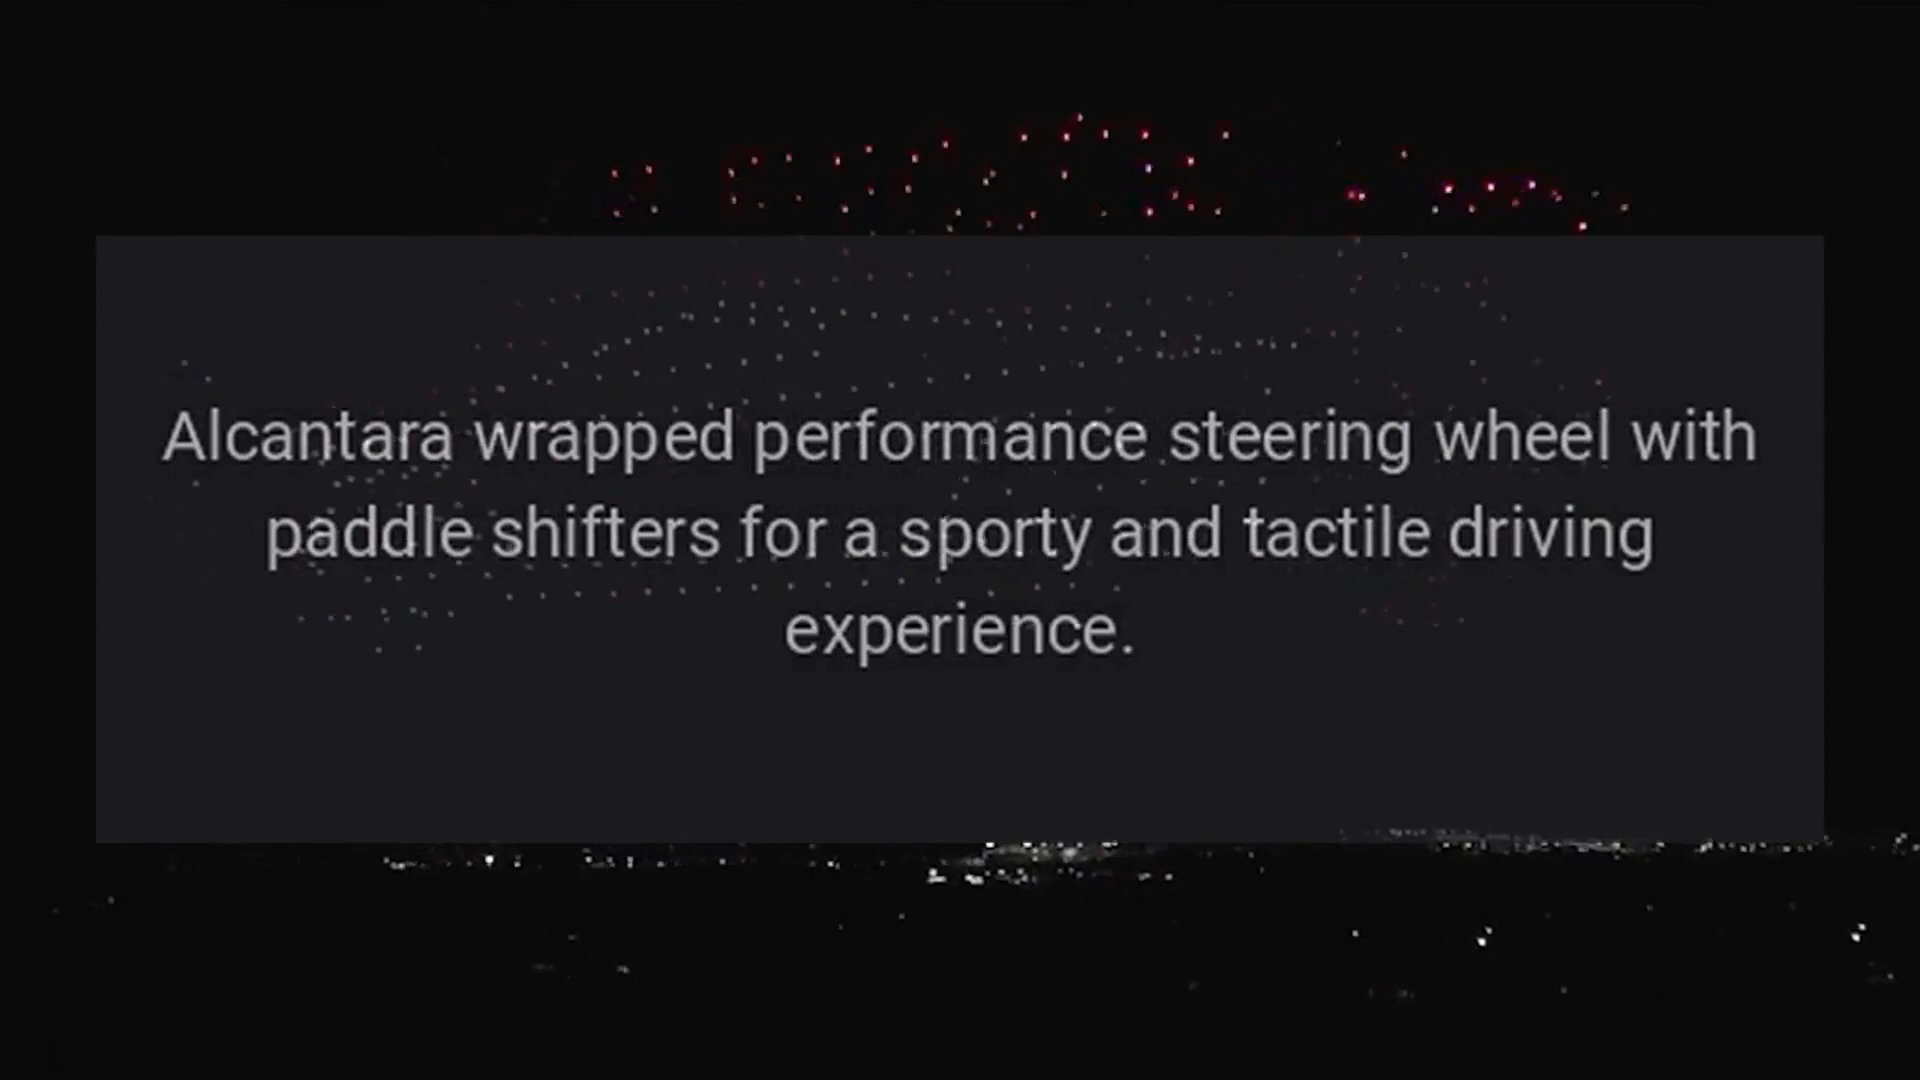 Alcantara wrapped performance steering wheel with
paddle shifters for a sporty and tactile driving
experience.